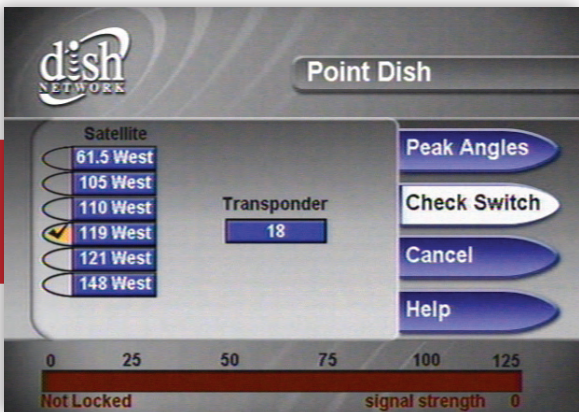 dish
NETWORK
Point Dish
Satellite
61.5 West
105 West
110 West
119 West
121 West
148 West
Transponder
18
Peak Angles
Check Switch
Cancel
Help
0 25 50 75 100 125
Not Locked signal strength 0